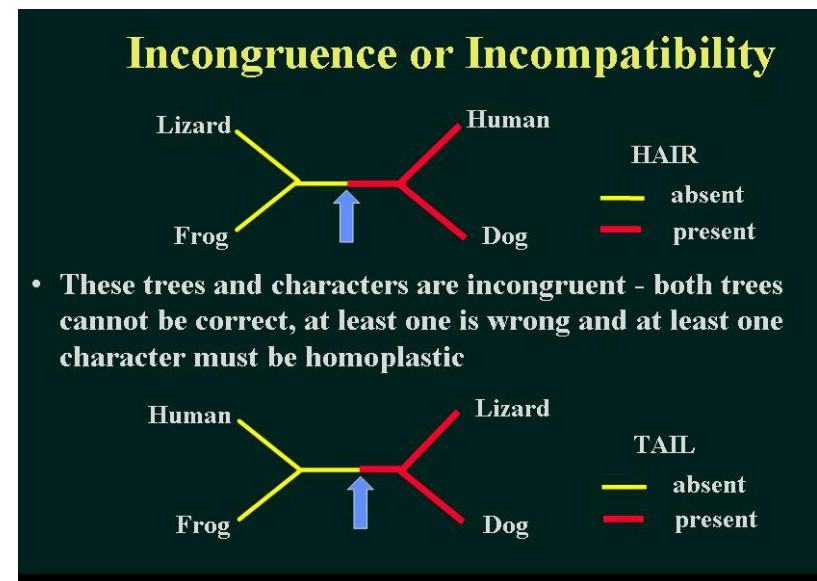 Incongruence or Incompatibility
Lizard
Human
HAIR
absent
Frog
Dog
present
• These trees and characters are incongruent - both trees
cannot be correct, at least one is wrong and at least one
character must be homoplastic
Human
Lizard
TAIL
absent
Frog
Dog
present